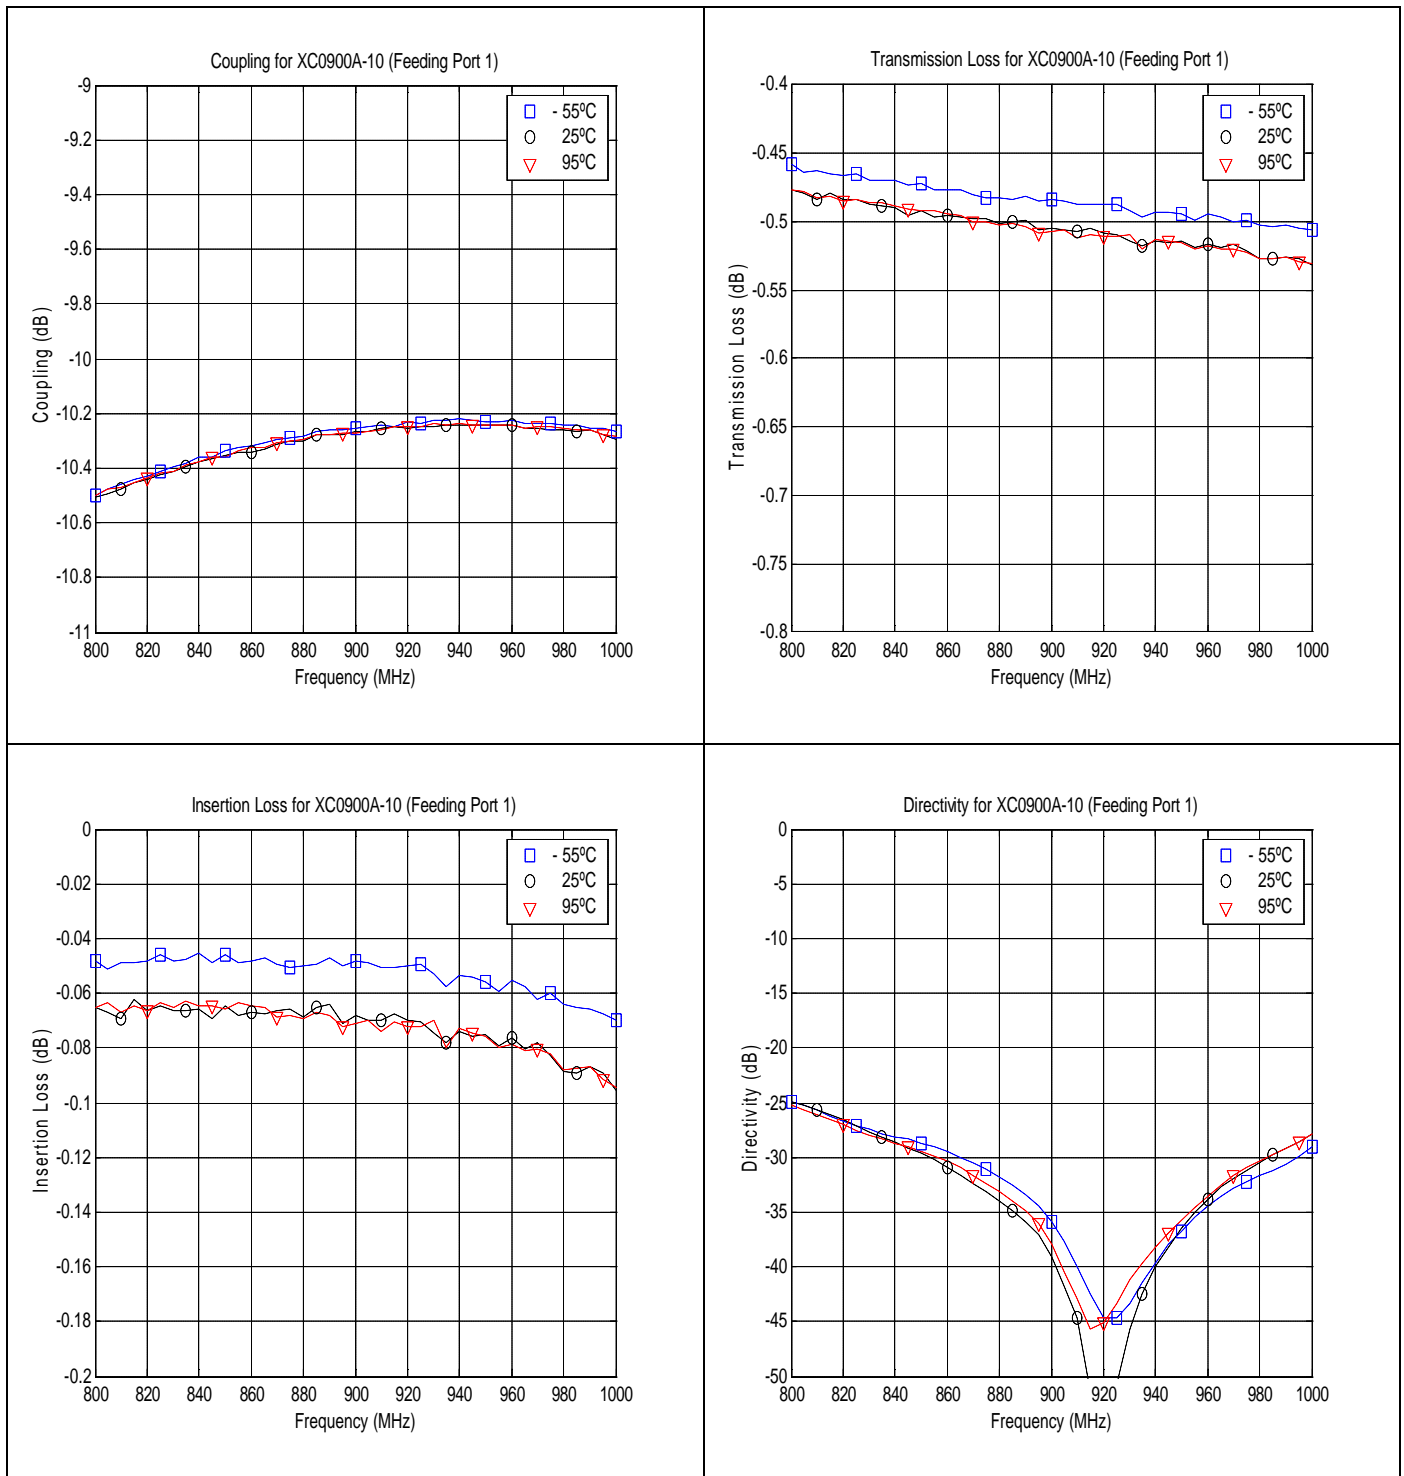 Coupling for XC0900A-10 (Feeding Port 1)
-9
-9.2
-9.4
-9.6
-9.8
-10
-10.2
-10.4
-10.6
-10.8
-11
Coupling (dB)
- 55ºC
25ºC
95ºC
800 820 840 860 880 900 920 940 960 980 1000
Frequency (MHz)
Transmission Loss for XC0900A-10 (Feeding Port 1)
-0.4
-0.45
-0.5
-0.55
-0.6
-0.65
-0.7
-0.75
-0.8
Transmission Loss (dB)
- 55ºC
25ºC
95ºC
800 820 840 860 880 900 920 940 960 980 1000
Frequency (MHz)
Insertion Loss for XC0900A-10 (Feeding Port 1)
0
-0.02
-0.04
-0.06
-0.08
-0.1
-0.12
-0.14
-0.16
-0.18
-0.2
Insertion Loss (dB)
- 55ºC
25ºC
95ºC
800 820 840 860 880 900 920 940 960 980 1000
Frequency (MHz)
Directivity for XC0900A-10 (Feeding Port 1)
0
-5
-10
-15
-20
-25
-30
-35
-40
-45
-50
Directivity (dB)
- 55ºC
25ºC
95ºC
800 820 840 860 880 900 920 940 960 980 1000
Frequency (MHz)